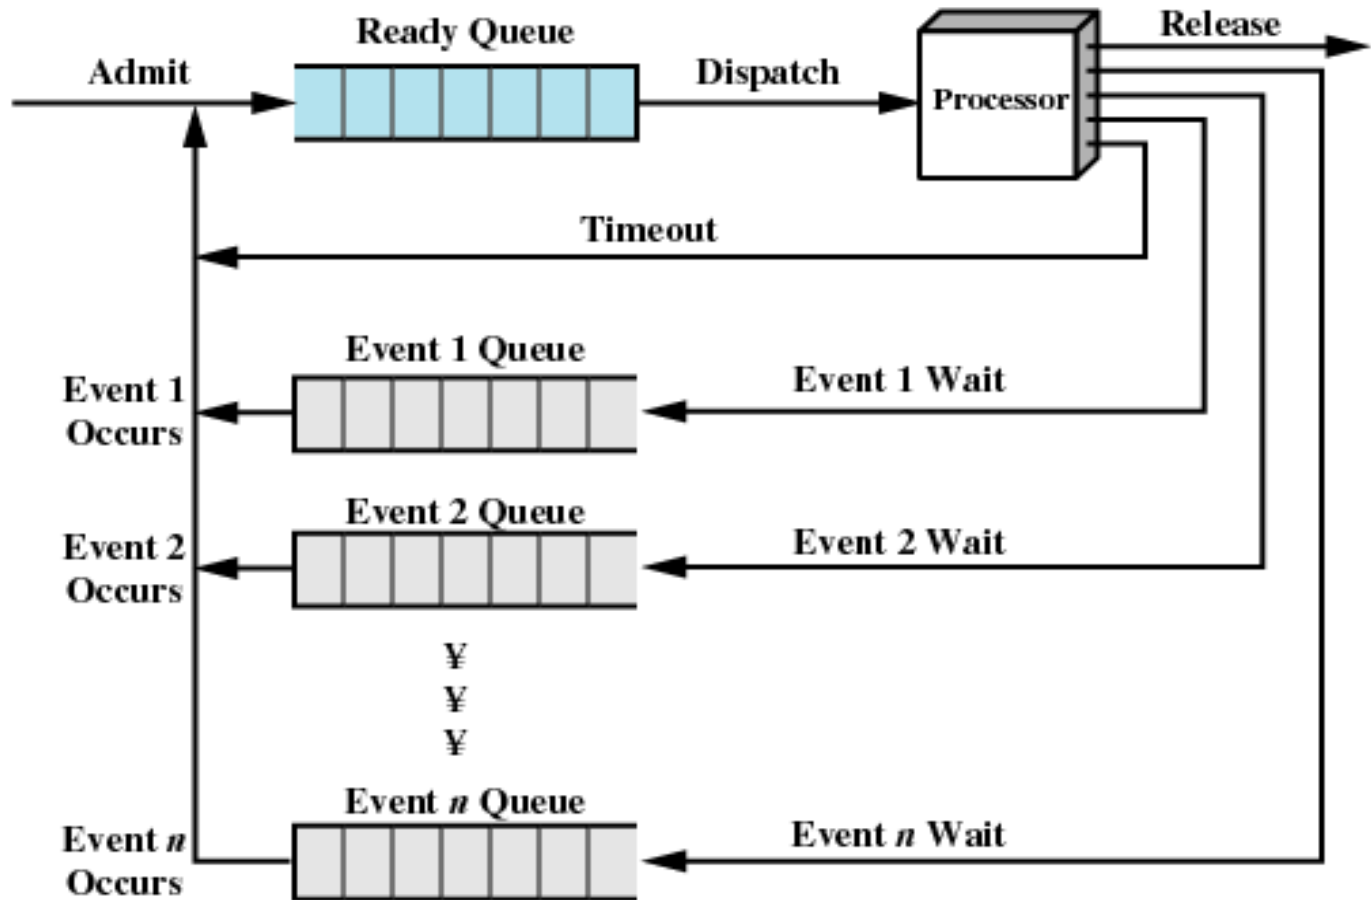 Ready Queue
Release
Admit
Dispatch
Processor
Timeout
Event 1 Queue
Event 1 Wait
Event 1
Occurs
Event 2 Queue
Event 2 Wait
Event 2
Occurs
¥
¥
¥
Event n Queue
Event n Wait
Event n
Occurs